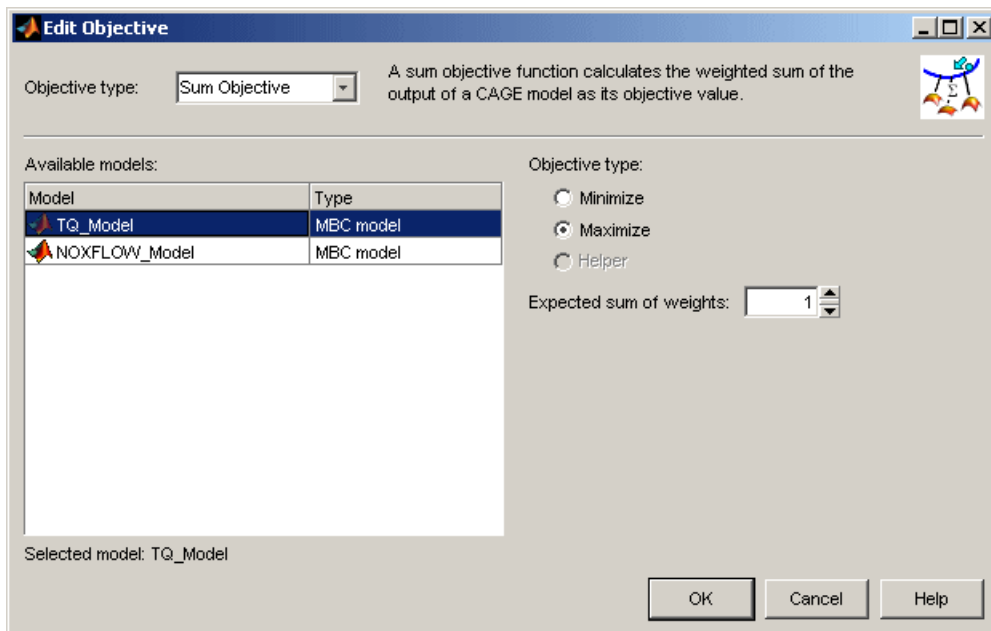 Edit Objective
Objective type: Sum Objective
A sum objective function calculates the weighted sum of the
output of a CAGE model as its objective value.
Σ
Available models:
Model Type
TQ_Model MBC model
NOXFLOW_Model MBC model
Selected model: TQ_Model
Objective type:
Minimize
Maximize
Helper
Expected sum of weights: 1
OK Cancel Help